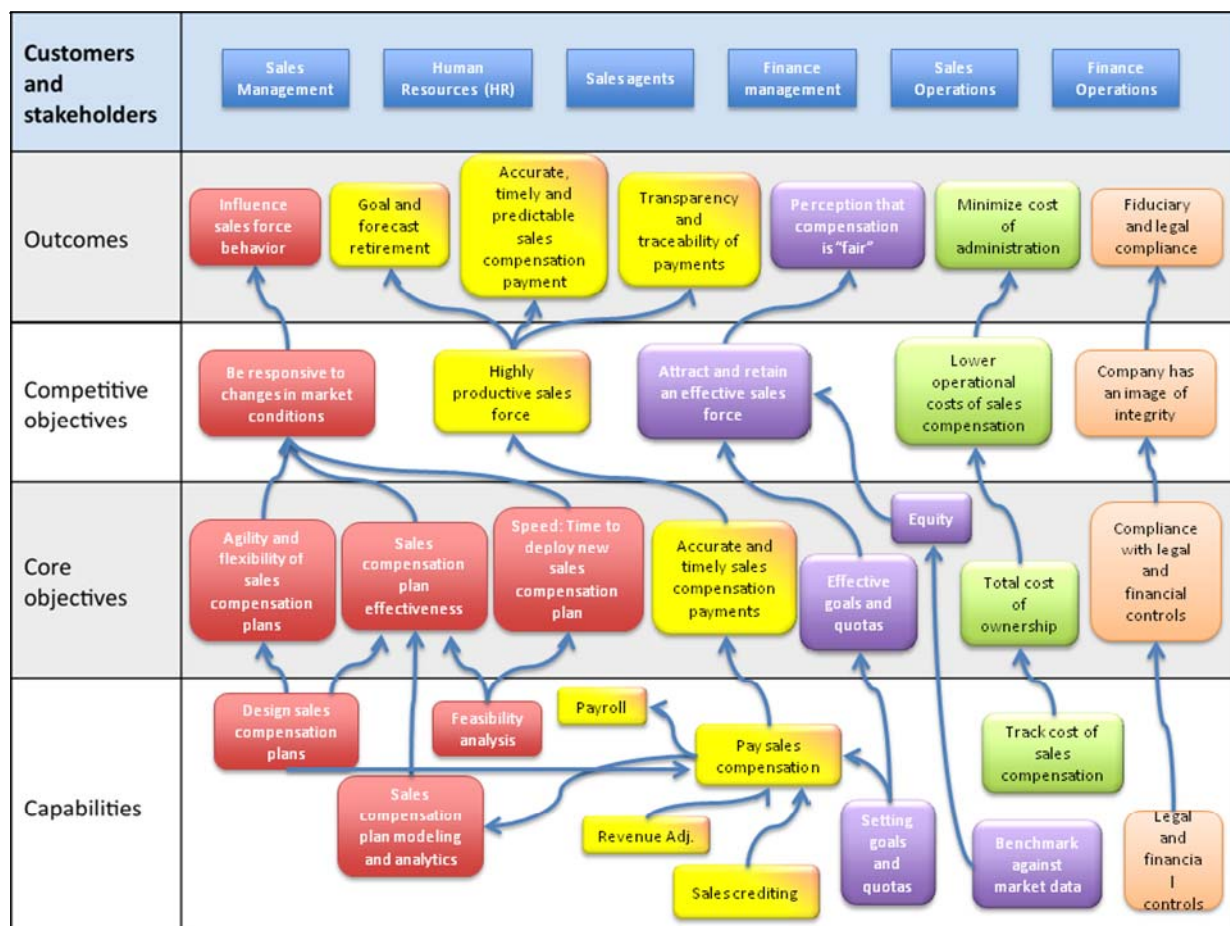 Customers
and
stakeholders
Sales
Management
Human
Resources (HR)
Sales agents
Finance
management
Sales
Operations
Finance
Operations
Outcomes
Influence
sales force
behavior
Goal and
forecast
retirement
Accurate,
timely and
predictable
sales
compensation
payment
Transparency
and
traceability of
payments
Perception that
compensation
is "fair"
Minimize cost
of
administration
Fiduciary
and legal
compliance
Competitive
objectives
Be responsive to
changes in market
conditions
Highly
productive sales
force
Attract and retain
an effective sales
force
Lower
operational
costs of sales
compensation
Company has
an image of
integrity
Core
objectives
Agility and
flexibility of
sales
compensation
plans
Sales
compensation
plan
effectiveness
Speed: Time to
deploy new
sales
compensation
plan
Accurate and
timely sales
compensation
payments
Effective
goals and
quotas
Equity
Total cost
of
ownership
Compliance
with legal
and
financial
controls
Capabilities
Design sales
compensation
plans
Sales
compensation
plan modeling
and analytics
Feasibility
analysis
Payroll
Pay sales
compensation
Revenue Adj.
Sales crediting
Setting
goals
and
quotas
Benchmark
against
market data
Track cost of
sales
compensation
Legal
and
financia
l
controls